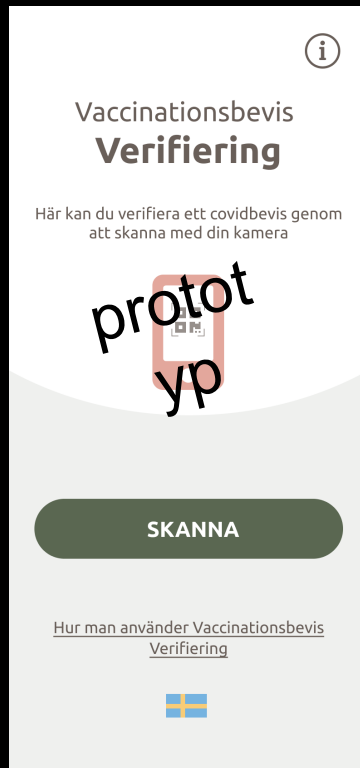 Vaccinationsbevis
Verifiering
Här kan du verifiera ett covidbevis genom
att skanna med din kamera
protot
yp
SKANNA
Hur man använder Vaccinationsbevis
Verifiering